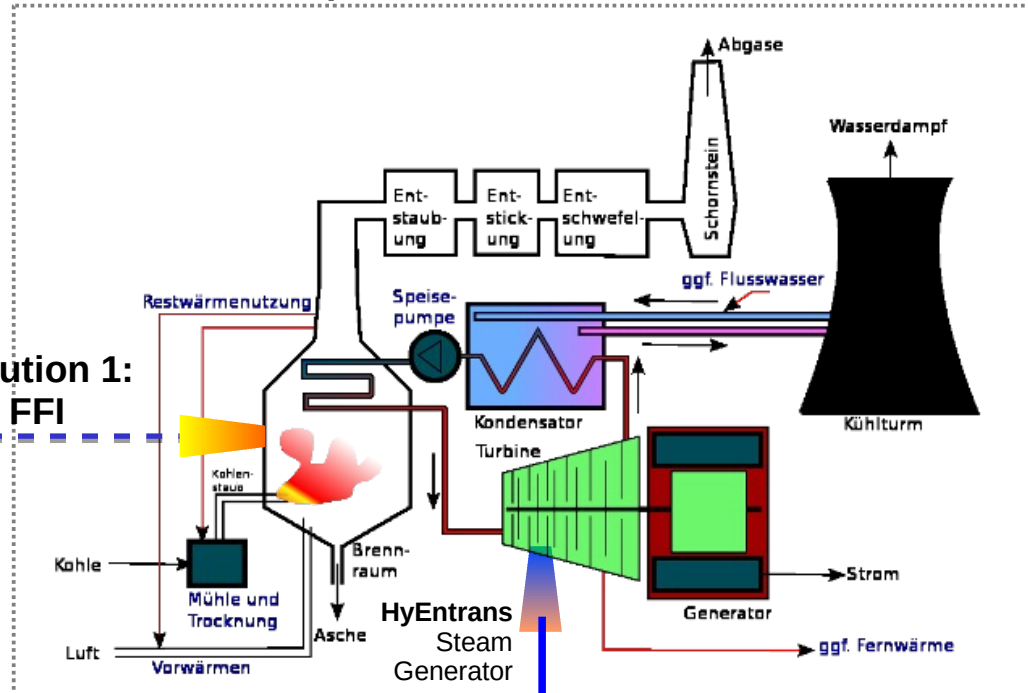 Abgase
Wasserdampf
Schornstein
Ent-
staub-
ung
Ent-
stick-
ung
Ent-
schwefel-
ung
ggf. Flusswasser
Restwärmenutzung
Speise-
pumpe
ution 1:
FFI
Kondensator
Kühlturm
Turbine
Kohlen-
staub
Kohle
Brenn-
raum
Strom
Mühle und
Trocknung
Asche
HyEntrans
Steam
Generator
Generator
Luft
Vorwärmen
ggf. Fernwärme